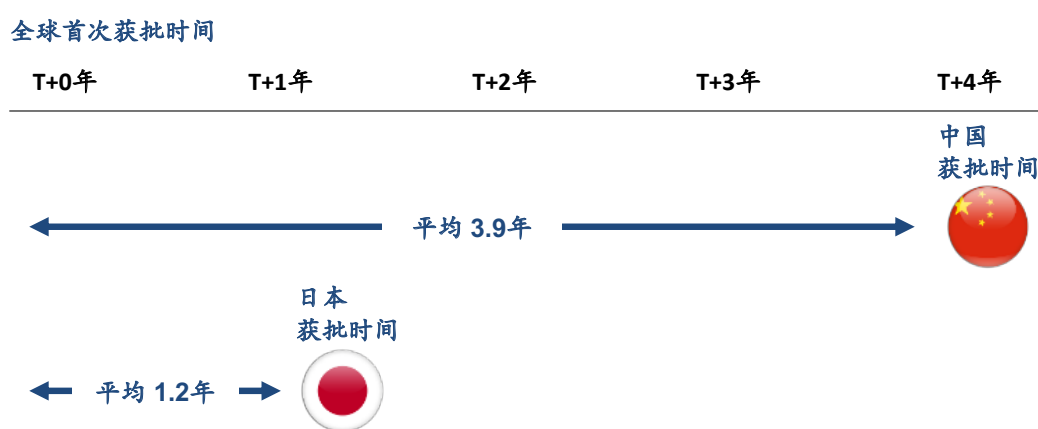 全球首次获批时间
T+0年 T+1年 T+2年 T+3年 T+4年
中国
获批时间
平均 3.9年
日本
获批时间
平均 1.2年